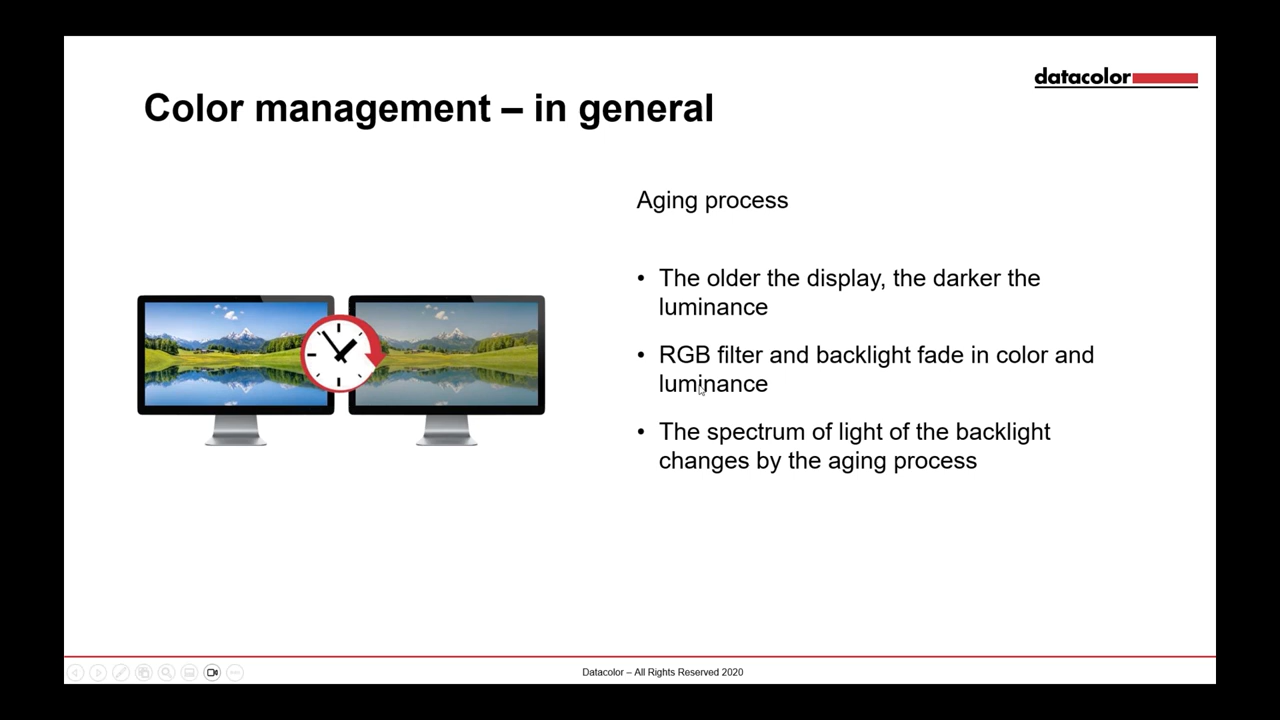 datacolor
Color management – in general
Aging process
• The older the display, the darker the
luminance
• RGB filter and backlight fade in color and
luminance
• The spectrum of light of the backlight
changes by the aging process
Datacolor – All Rights Reserved 2020